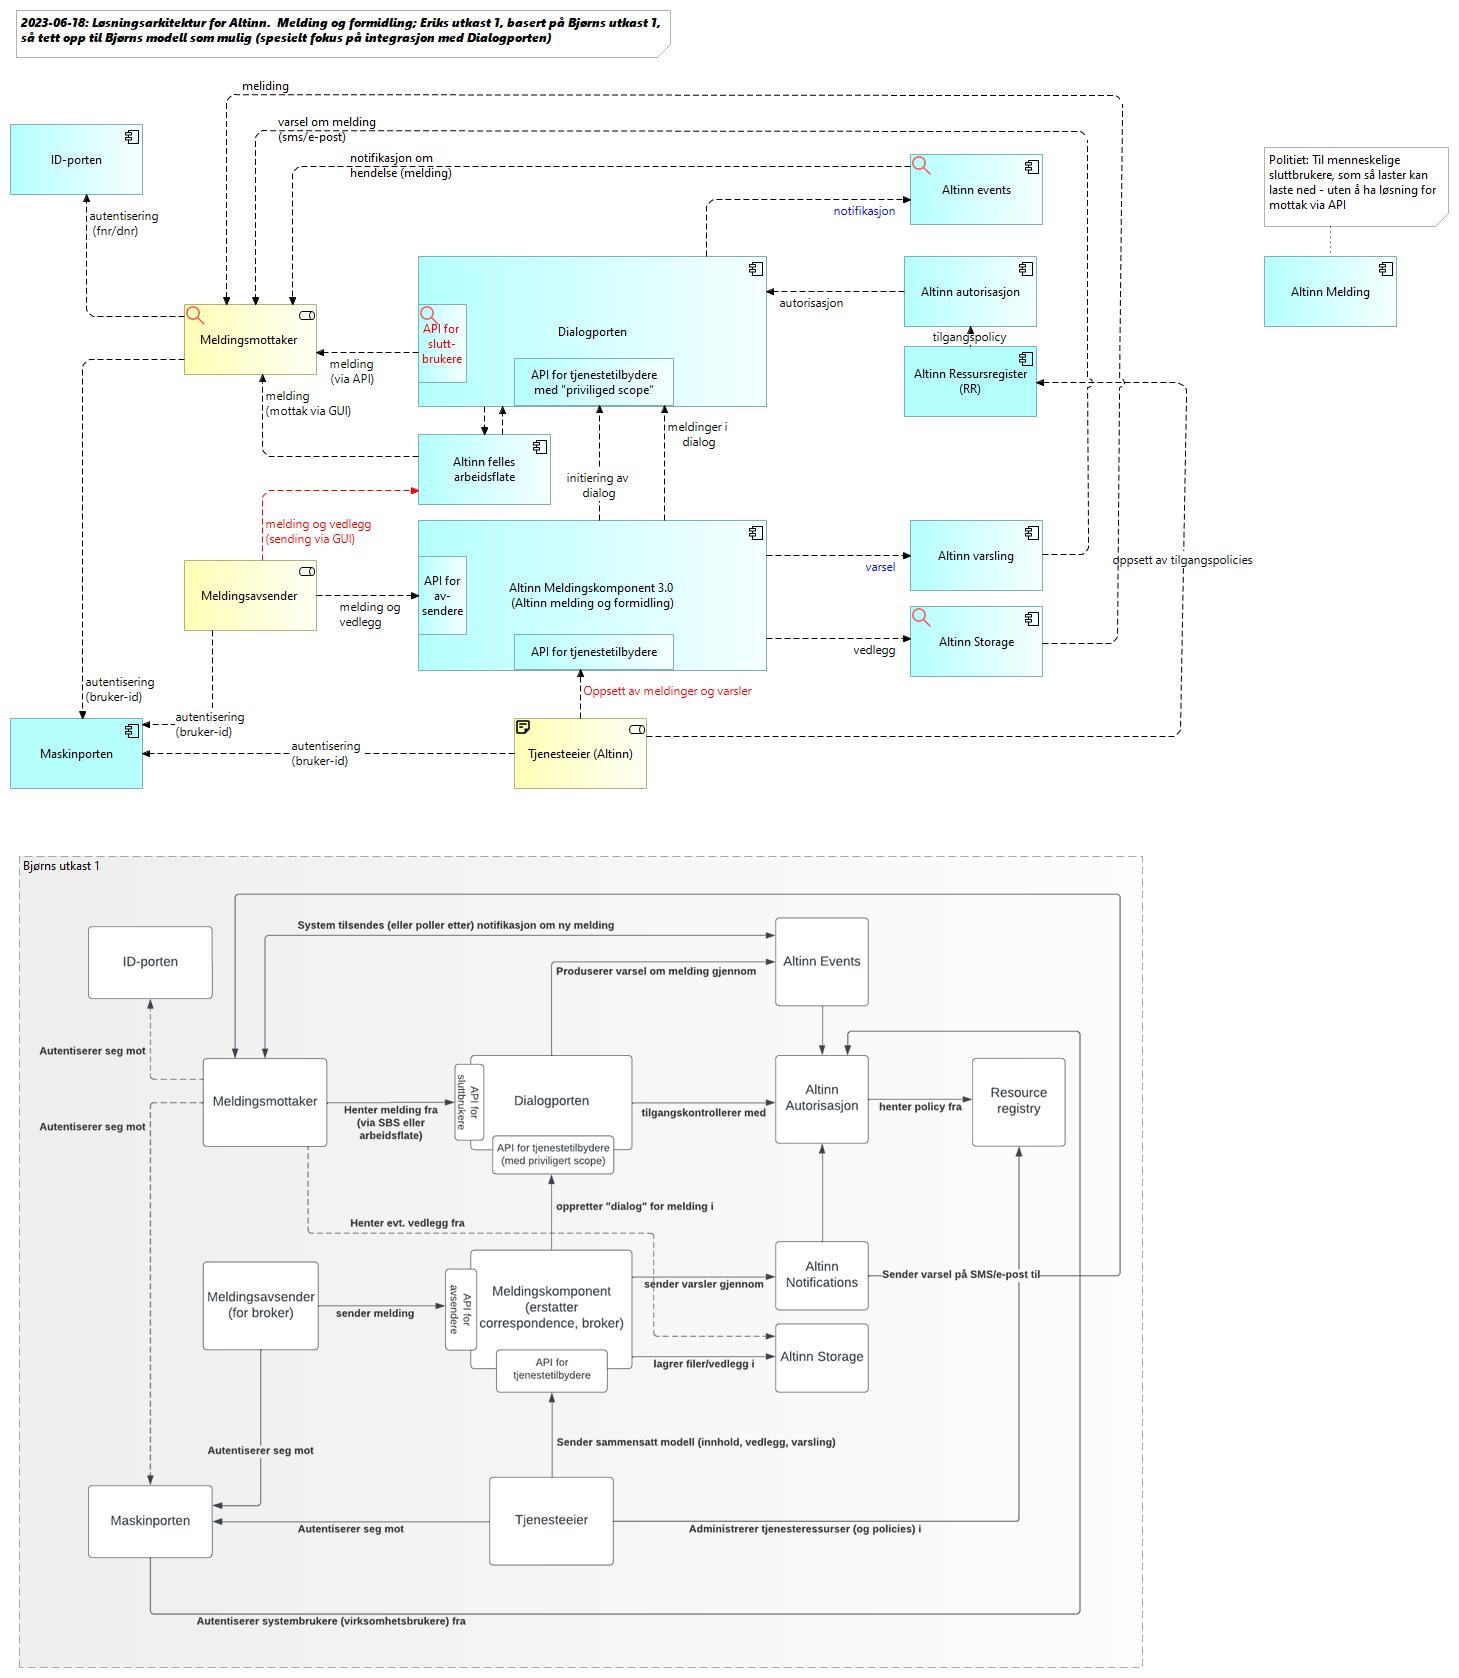 2023-06-18: Løsningsarkitektur for Altinn.  Melding og formidling; Eriks utkast 1, basert på Bjørns utkast 1,
så tett opp til Bjørns modell som mulig (spesielt fokus på integrasjon med Dialogporten)
meliding
varsel om melding
(sms/e-post)
notifikasjon om
hendelse (melding)
ID-porten
Altinn events
Politiet: Til menneskelige
sluttbrukere, som så laster kan
laste ned - uten å ha løsning for
mottak via API
autentisering
(fnr/dnr)
notifikasjon
Altinn autorisasjon
Altinn Melding
autorisasjon
Meldingsmottaker
API for
slutt-
brukere
Dialogporten
tilgangspolicy
melding
(via API)
API for tjenestetilbydere
med "priviliged scope"
Altinn Ressursregister
(RR)
melding
(mottak via GUI)
meldinger i
dialog
Altinn felles
arbeidsflate
initiering av
dialog
melding og vedlegg
(sending via GUI)
Meldingsavsender
melding og
vedlegg
API for
av-
sendere
Altinn Meldingskomponent 3.0
(Altinn melding og formidling)
varsel
Altinn varsling
oppsett av tilgangspolicies
API for tjenestetilbydere
vedlegg
Altinn Storage
autentisering
(bruker-id)
Oppsett av meldinger og varsler
autentisering
(bruker-id)
Maskinporten
autentisering
(bruker-id)
Tjenesteeier (Altinn)
Bjørns utkast 1
System tilsendes (eller poller etter) notifikasjon om ny melding
ID-porten
Altinn Events
Produserer varsel om melding gjennom
Autentiserer seg mot
Meldingsmottaker
Henter melding fra
(via SBS eller
arbeidsflate)
API for
sluttbrukere
Dialogporten
tilgangskontrollerer med
Altinn
Autorisasjon
henter policy fra
Resource
registry
Autentiserer seg mot
API for tjenestetilbydere
(med priviligert scope)
oppretter "dialog" for melding i
Henter evt. vedlegg fra
Meldingsavsender
(for broker)
sender melding
API for
avsendere
Meldingskomponent
(erstatter
correspondence, broker)
sender varsler gjennom
Altinn
Notifications
Sender varsel på SMS/e-post til
API for
tjenestetilbydere
lagrer filer/vedlegg i
Altinn Storage
Autentiserer seg mot
Sender sammensatt modell (innhold, vedlegg, varsling)
Maskinporten
Autentiserer seg mot
Tjenesteeier
Administrerer tjenesteressurser (og policies) i
Autentiserer systembrukere (virksomhetsbrukere) fra